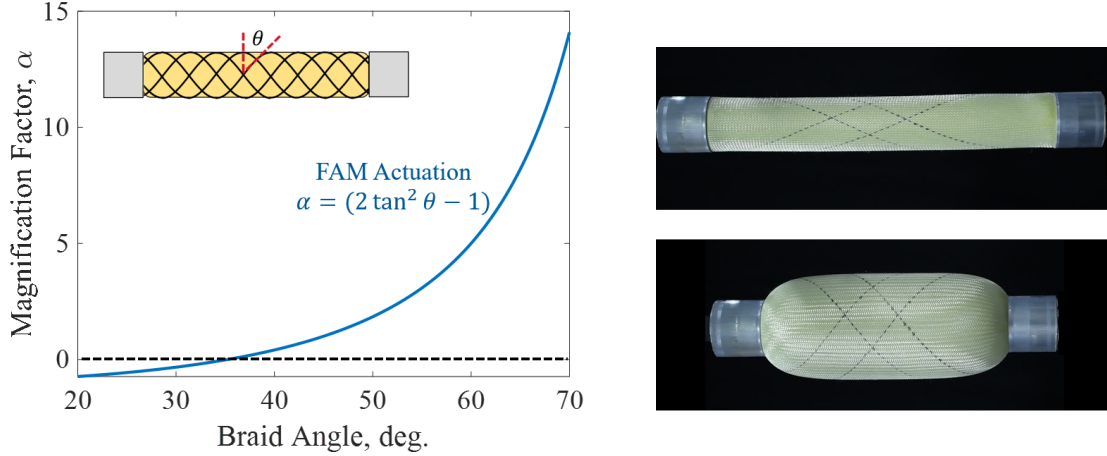 15
10
5
0
20
30
40
50
60
70
Magnification Factor, α
Braid Angle, deg.
θ
FAM Actuation
α = (2 tan² θ − 1)